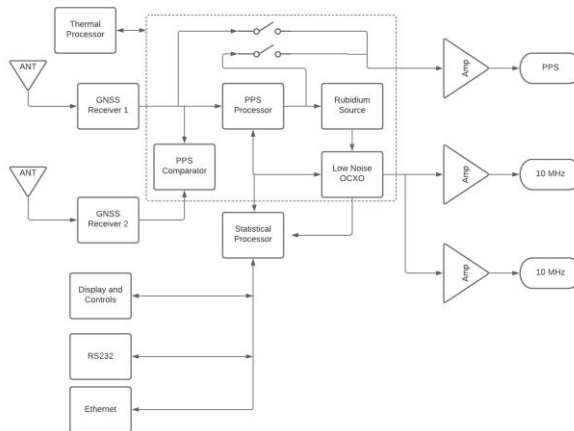 Thermal
Processor
ANT
GNSS
Receiver 1
PPS
Processor
Rubidium
Source
Amp
PPS
ANT
GNSS
Receiver 2
PPS
Comparator
Low Noise
OCXO
Amp
10 MHz
Statistical
Processor
Amp
10 MHz
Display and
Controls
RS232
Ethernet